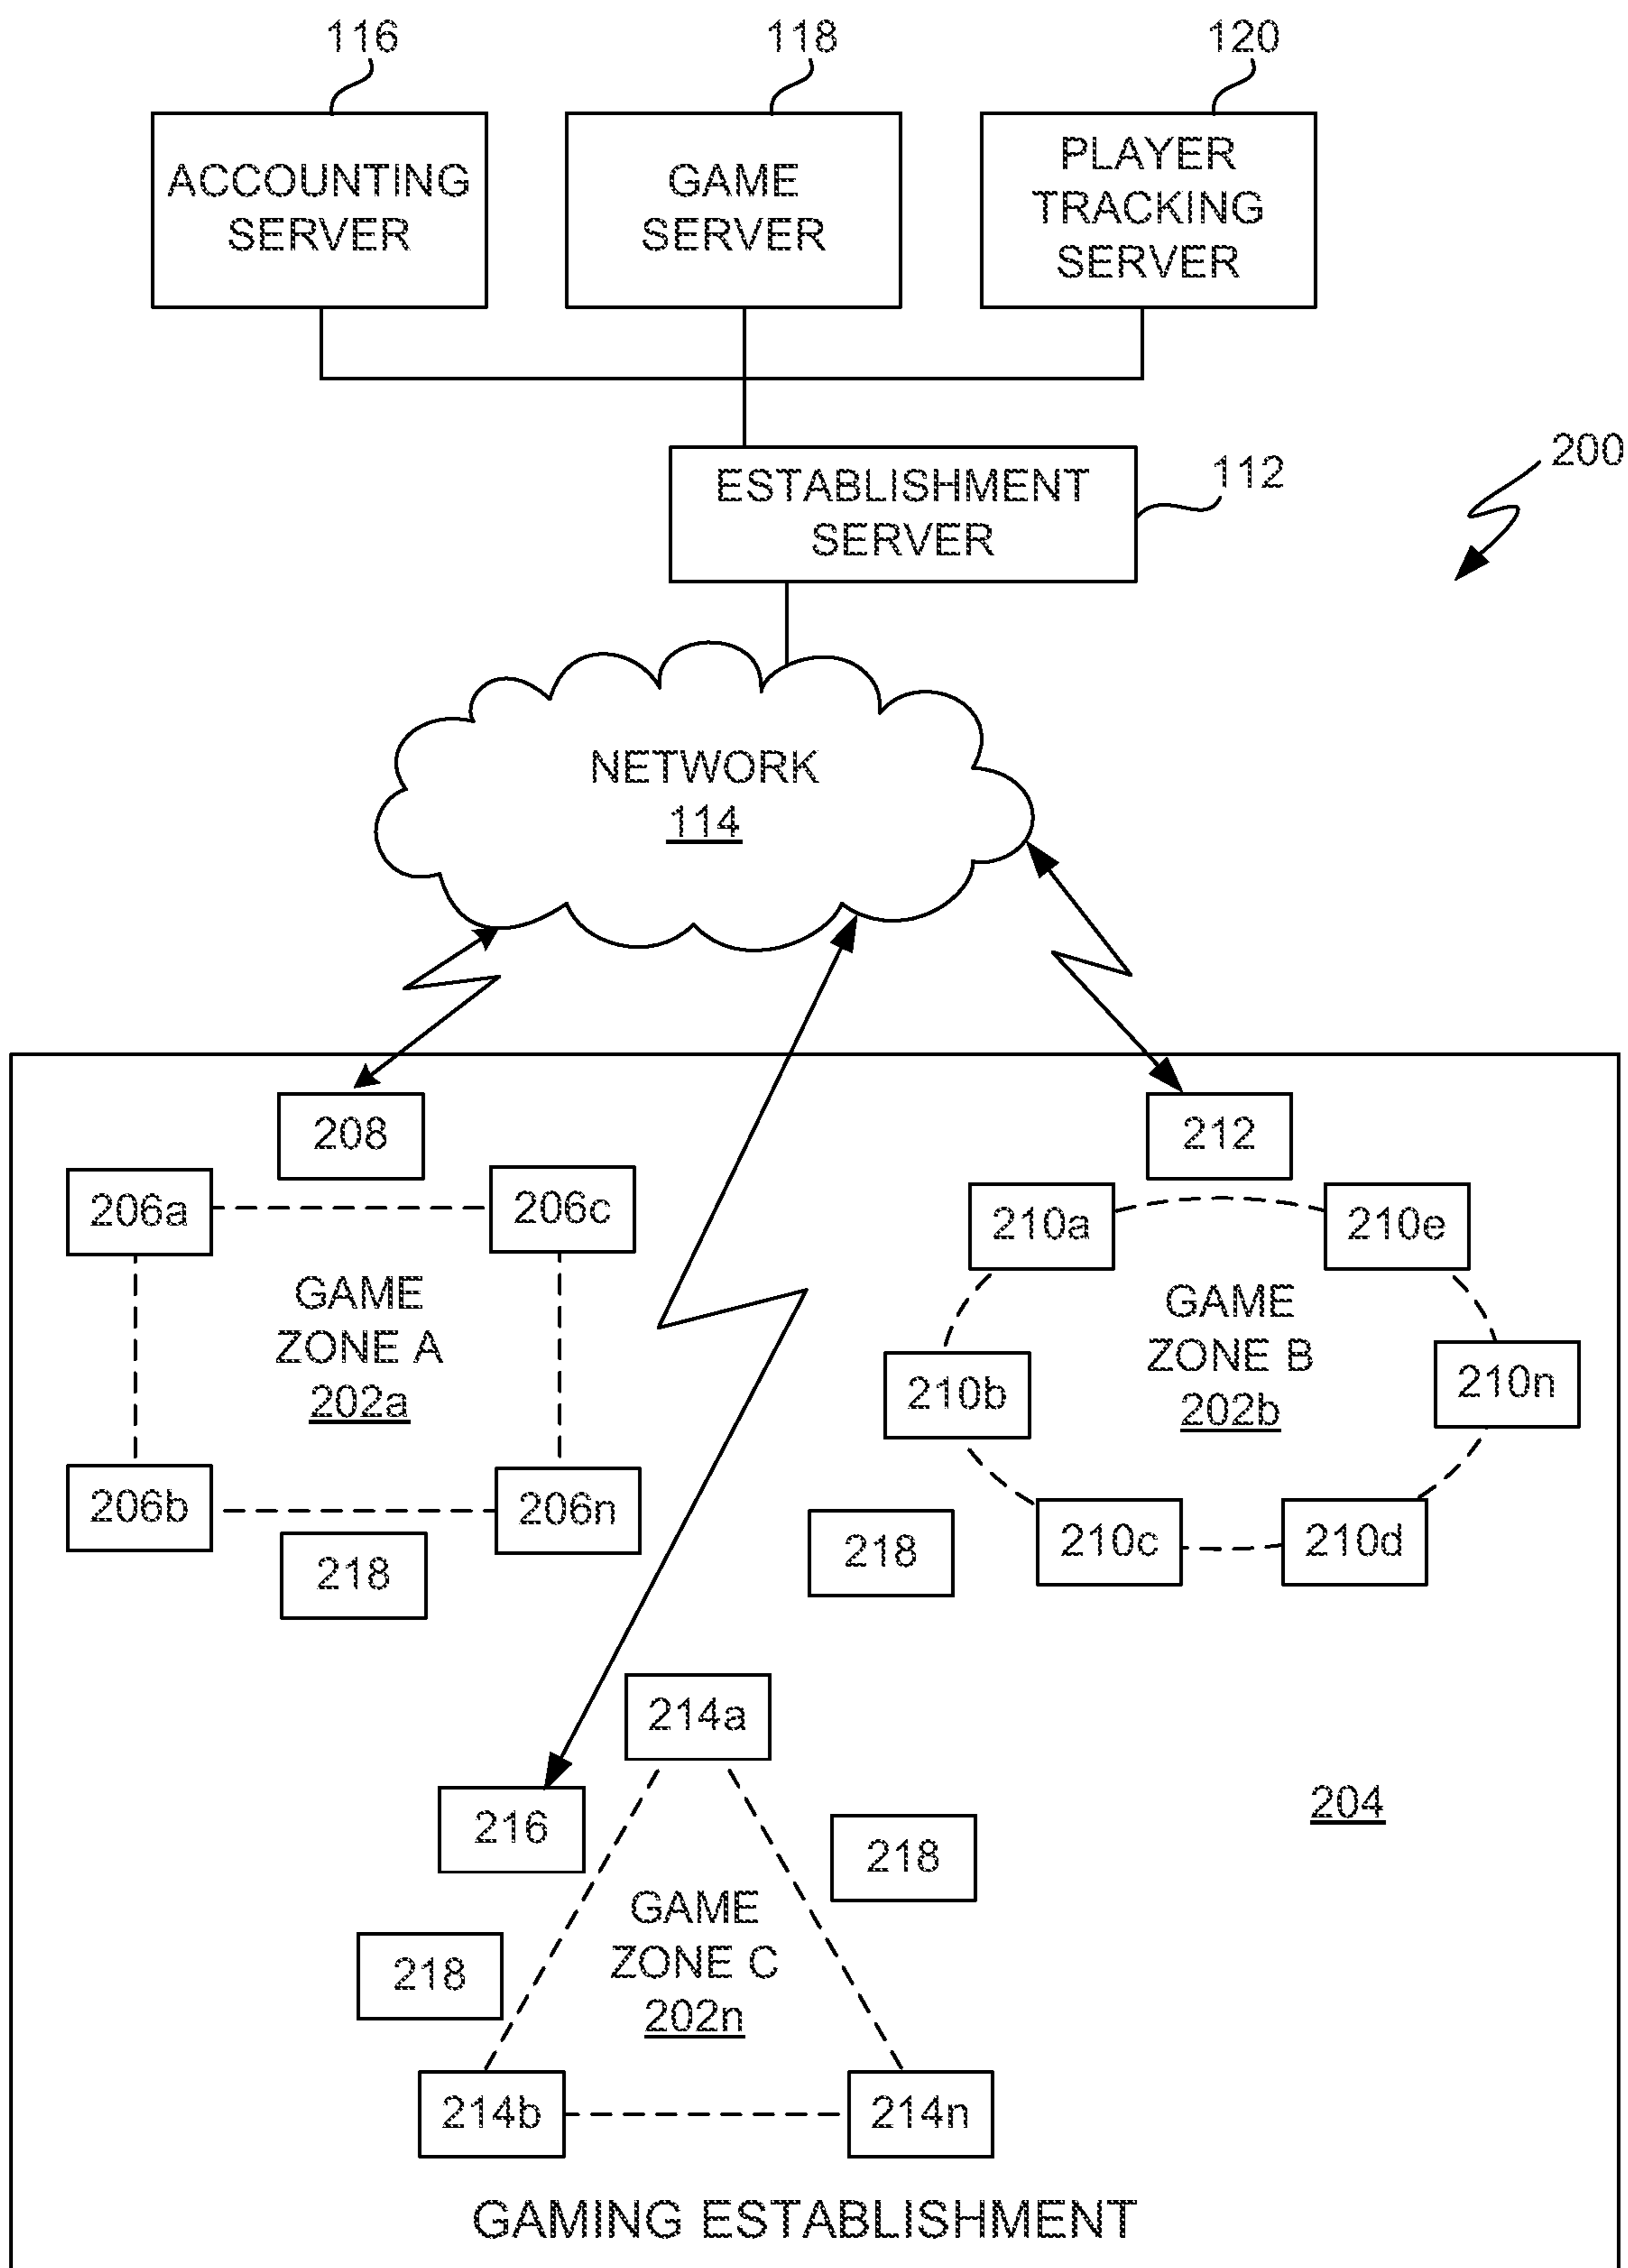 116
118
120
ACCOUNTING
SERVER
GAME
SERVER
PLAYER
TRACKING
SERVER
200
ESTABLISHMENT
SERVER
112
NETWORK
114
208
212
206a
206c
210a
210e
GAME
ZONE A
202a
GAME
ZONE B
202b
210b
210n
206b
206n
218
218
210c
210d
214a
216
218
204
GAME
ZONE C
202n
218
214b
214n
GAMING ESTABLISHMENT